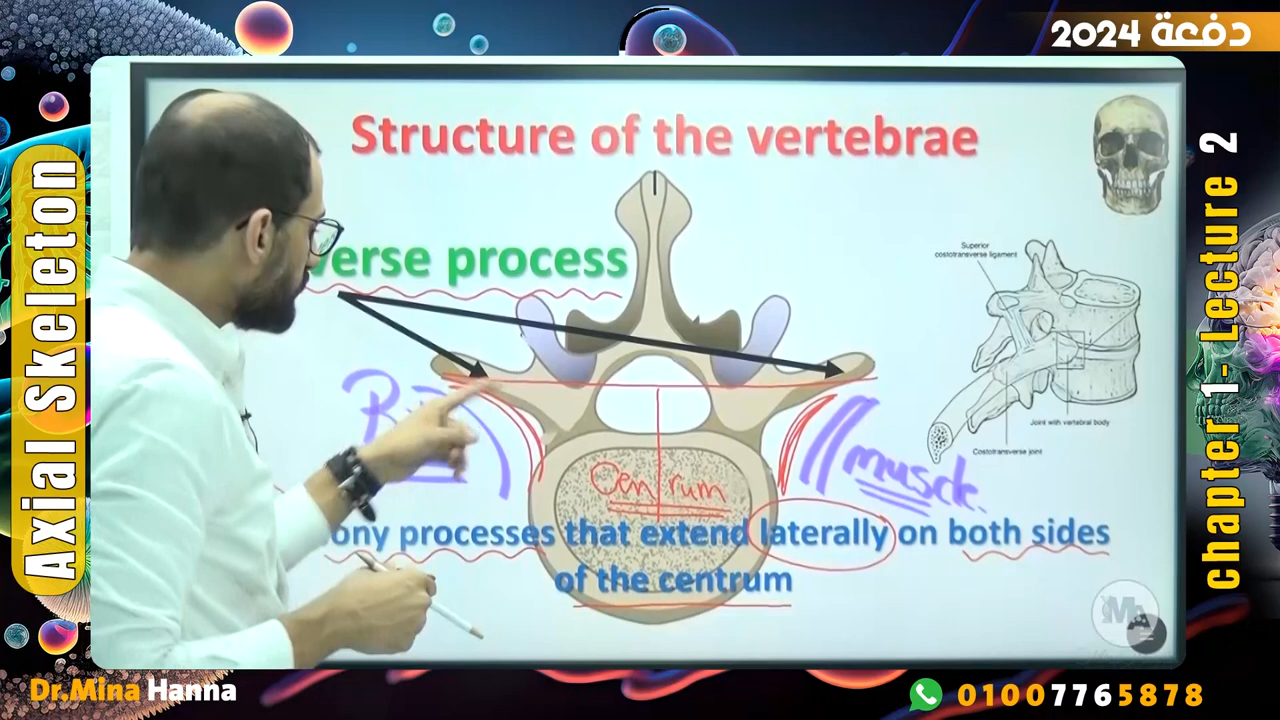 دفعة 2024
Axial Skeleton
chapter 1- Lecture 2
Structure of the vertebrae
verse process
Superior
costotransverse ligament
Joint with vertebral body
Costotransverse joint
Centrum
muscle
ony processes that extend laterally on both sides
of the centrum
MA
Dr.Mina Hanna
01007765878